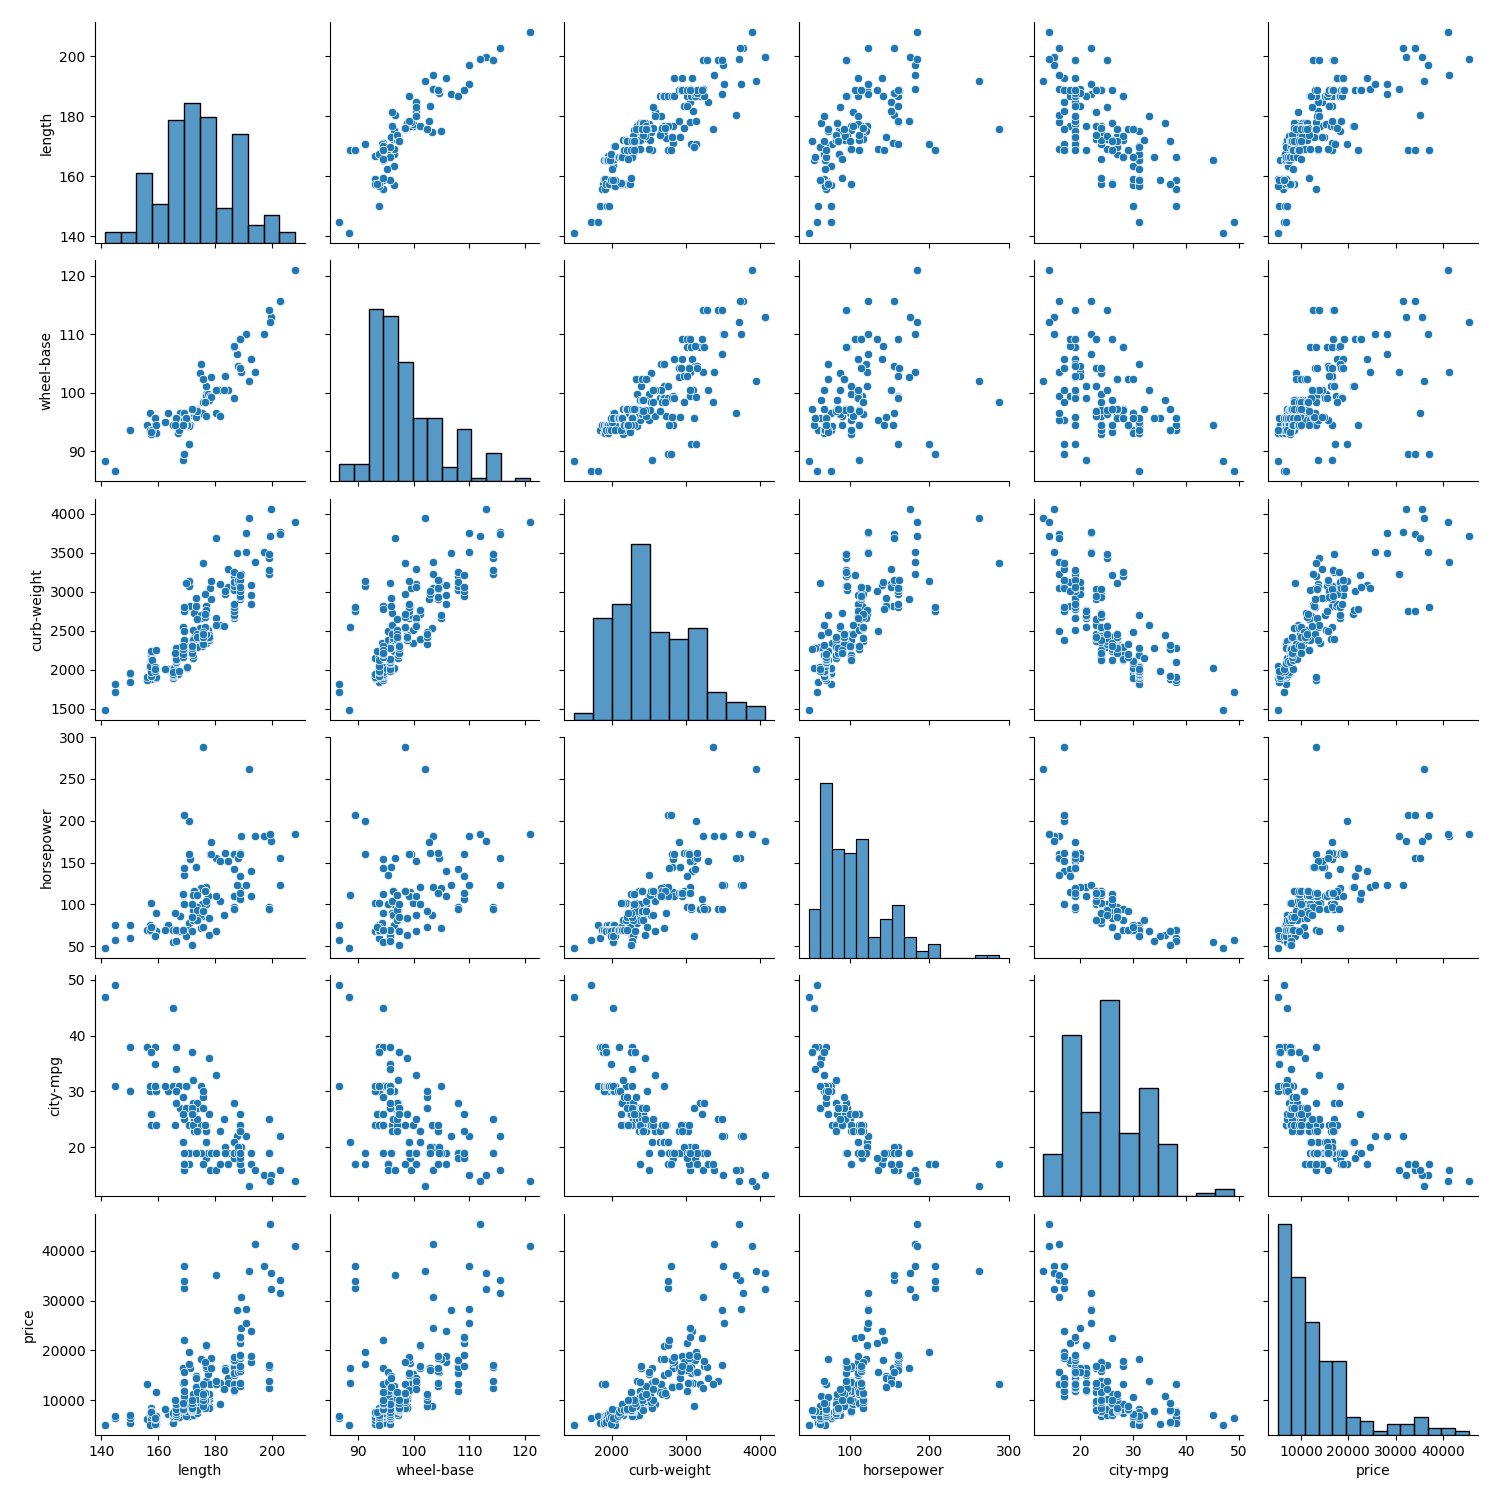 200
180
160
140
length
120
110
100
90
wheel-base
4000
3500
3000
2500
2000
1500
curb-weight
300
250
200
150
100
50
horsepower
50
40
30
20
city-mpg
40000
30000
20000
10000
price
140 160 180 200
length
90 100 110 120
wheel-base
2000 3000 4000
curb-weight
100 200 300
horsepower
20 30 40 50
city-mpg
10000 20000 30000 40000
price